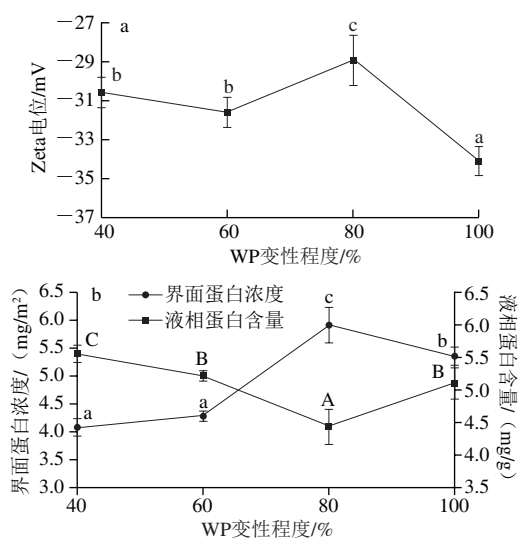 a
Zeta电位/mV
−27
−29
−31
−33
−35
−37
b
b
c
a
40
60
80
100
WP变性程度/%
b
界面蛋白浓度
液相蛋白含量
界面蛋白浓度/（mg/m²）
6.5
6.0
5.5
5.0
4.5
4.0
3.5
3.0
C
B
A
B
a
a
c
b
液相蛋白含量/（mg/g）
6.5
6.0
5.5
5.0
4.5
4.0
3.5
40
60
80
100
WP变性程度/%